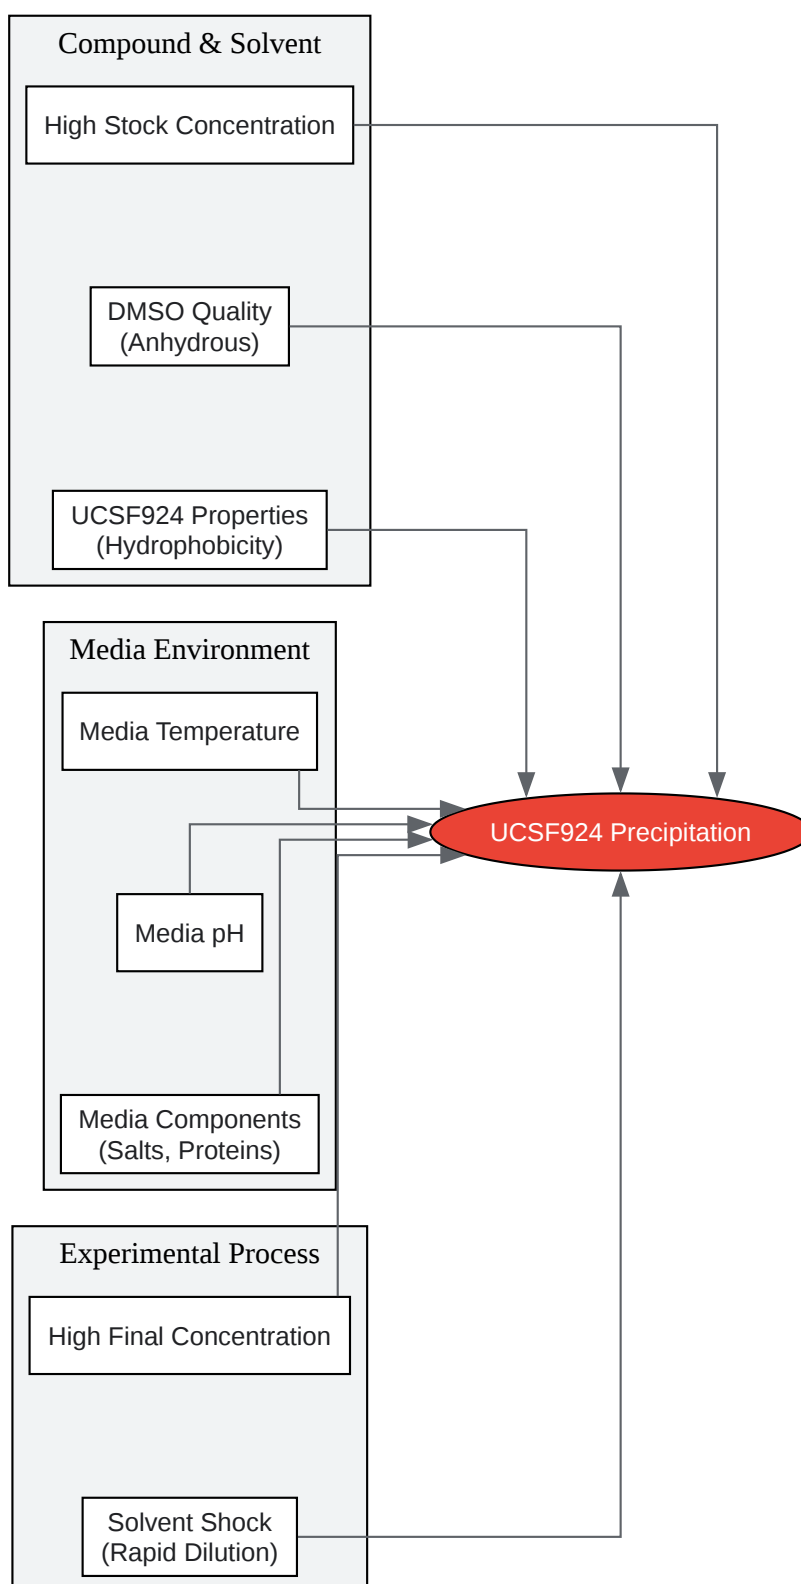 Compound & Solvent
High Stock Concentration
DMSO Quality
(Anhydrous)
UCSF924 Properties
(Hydrophobicity)
Media Environment
Media Temperature
UCSF924 Precipitation
Media pH
Media Components
(Salts, Proteins)
Experimental Process
High Final Concentration
Solvent Shock
(Rapid Dilution)